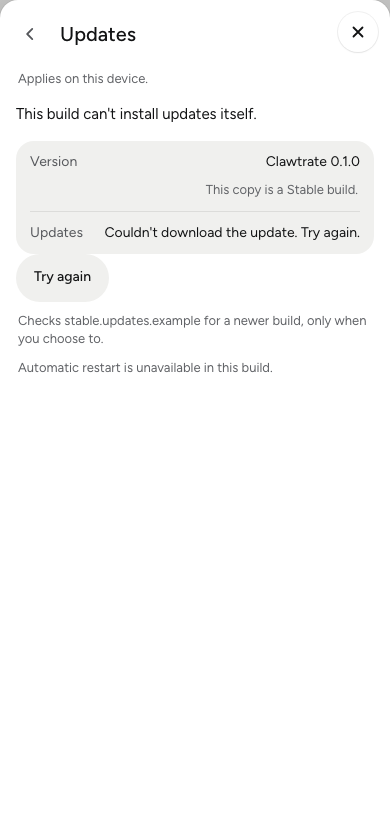 Updates
Applies on this device.
This build can't install updates itself.
Version Clawtrate 0.1.0
This copy is a Stable build.
Updates Couldn't download the update. Try again.
Try again
Checks stable.updates.example for a newer build, only when
you choose to.
Automatic restart is unavailable in this build.